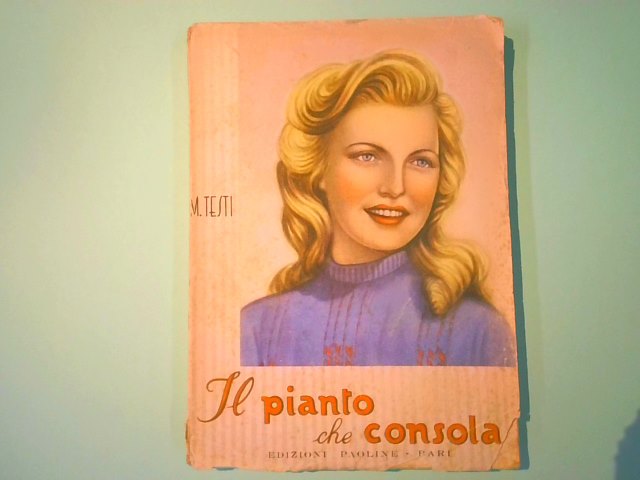 M. TESTI
Il pianto
che consola
EDIZIONI PAOLINE - BARI